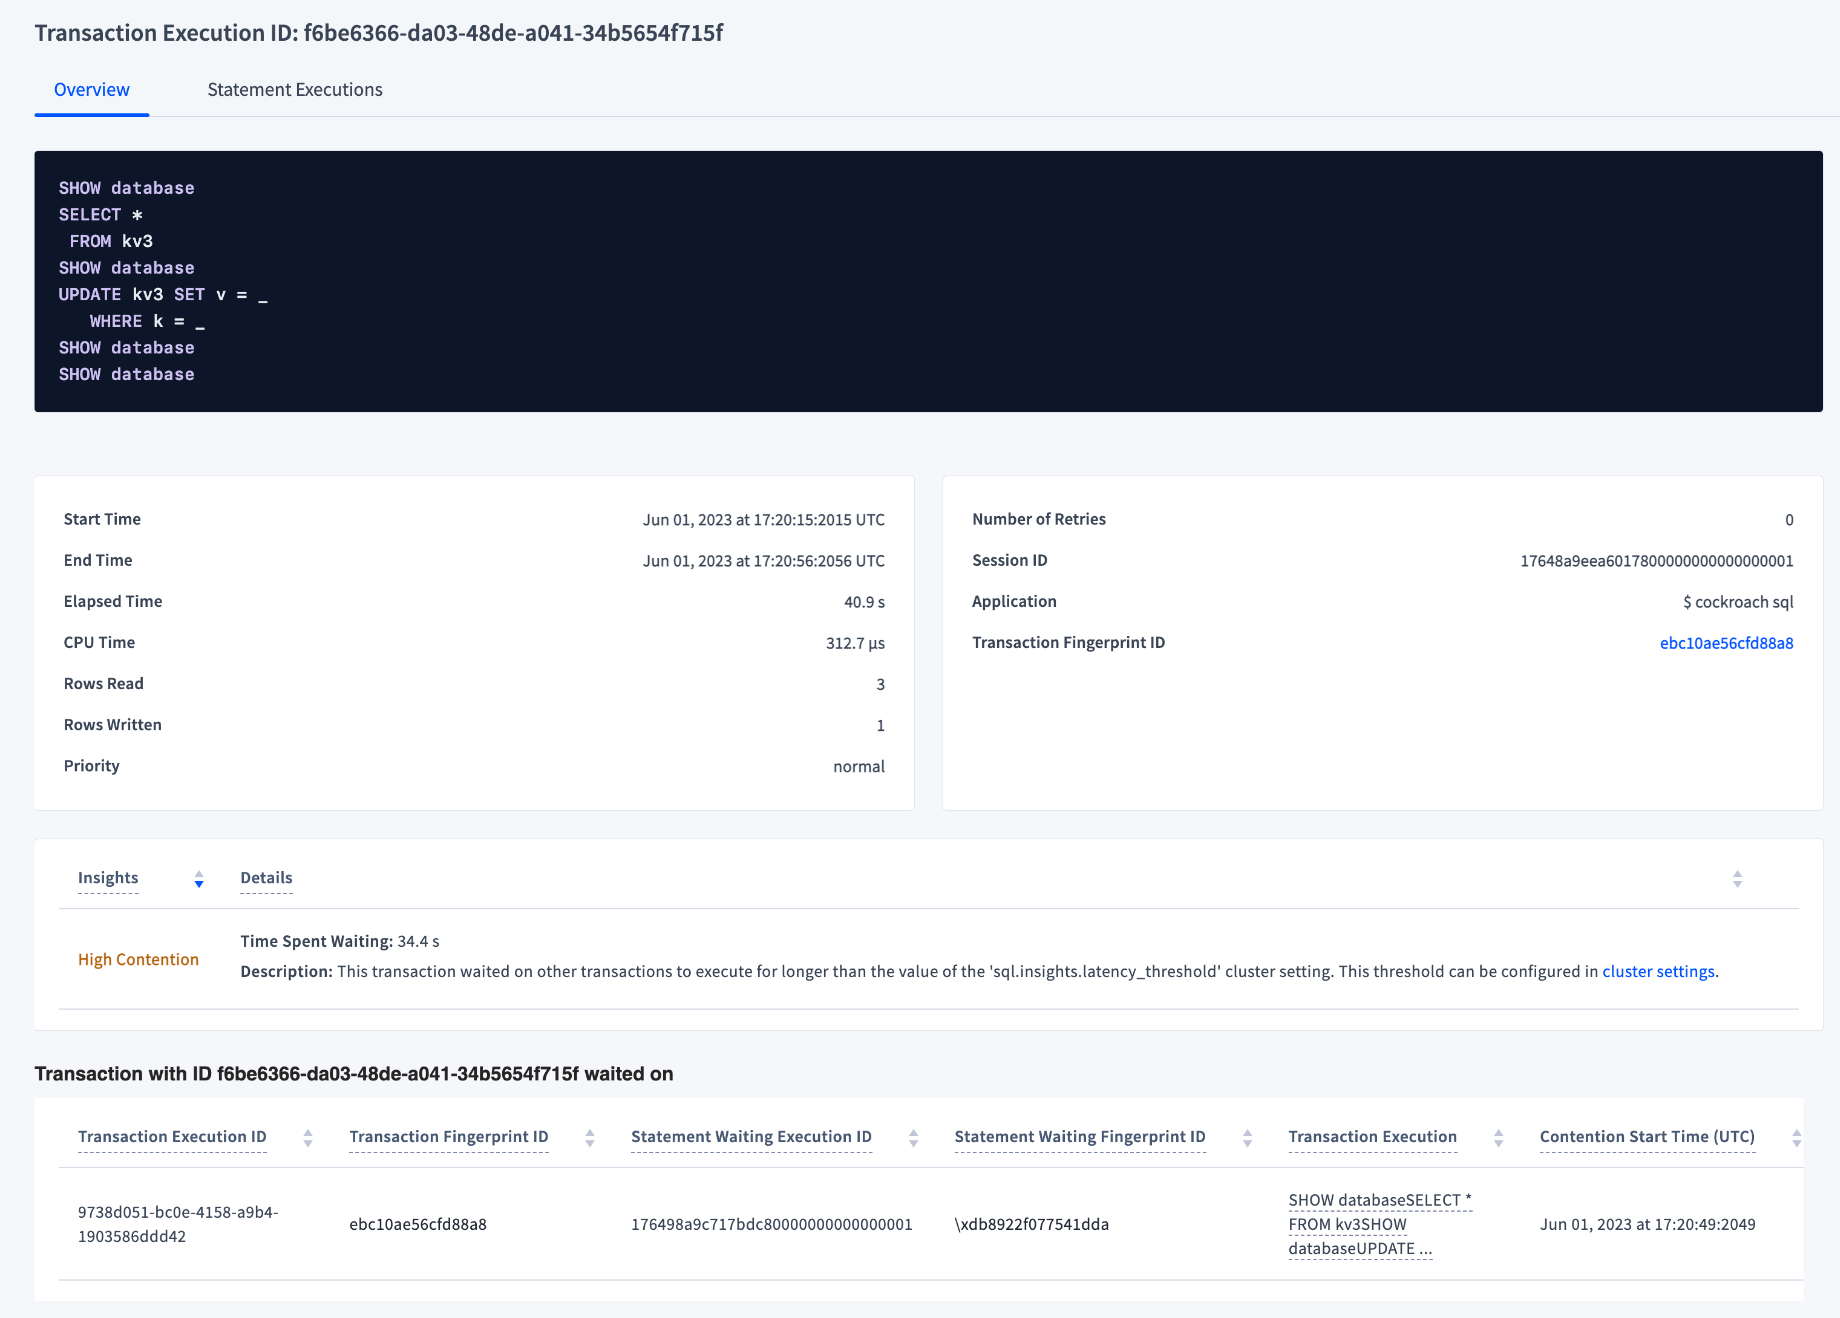 Transaction Execution ID: f6be6366-da03-48de-a041-34b5654f715f
Overview
Statement Executions
SHOW database
SELECT *
FROM kv3
SHOW database
UPDATE kv3 SET v = _
WHERE k = _
SHOW database
SHOW database
Start Time
Jun 01, 2023 at 17:20:15:2015 UTC
End Time
Jun 01, 2023 at 17:20:56:2056 UTC
Elapsed Time
40.9 s
CPU Time
312.7 µs
Rows Read
3
Rows Written
1
Priority
normal
Number of Retries
0
Session ID
17648a9eea6017800000000000000001
Application
$ cockroach sql
Transaction Fingerprint ID
ebc10ae56cfd88a8
Insights
Details
High Contention
Time Spent Waiting: 34.4 s
Description: This transaction waited on other transactions to execute for longer than the value of the 'sql.insights.latency_threshold' cluster setting. This threshold can be configured in cluster settings.
Transaction with ID f6be6366-da03-48de-a041-34b5654f715f waited on
Transaction Execution ID
Transaction Fingerprint ID
Statement Waiting Execution ID
Statement Waiting Fingerprint ID
Transaction Execution
Contention Start Time (UTC)
9738d051-bc0e-4158-a9b4-
1903586ddd42
ebc10ae56cfd88a8
176498a9c717bdc80000000000000001
\xdb8922f077541dda
SHOW databaseSELECT *
FROM kv3SHOW
databaseUPDATE ...
Jun 01, 2023 at 17:20:49:2049